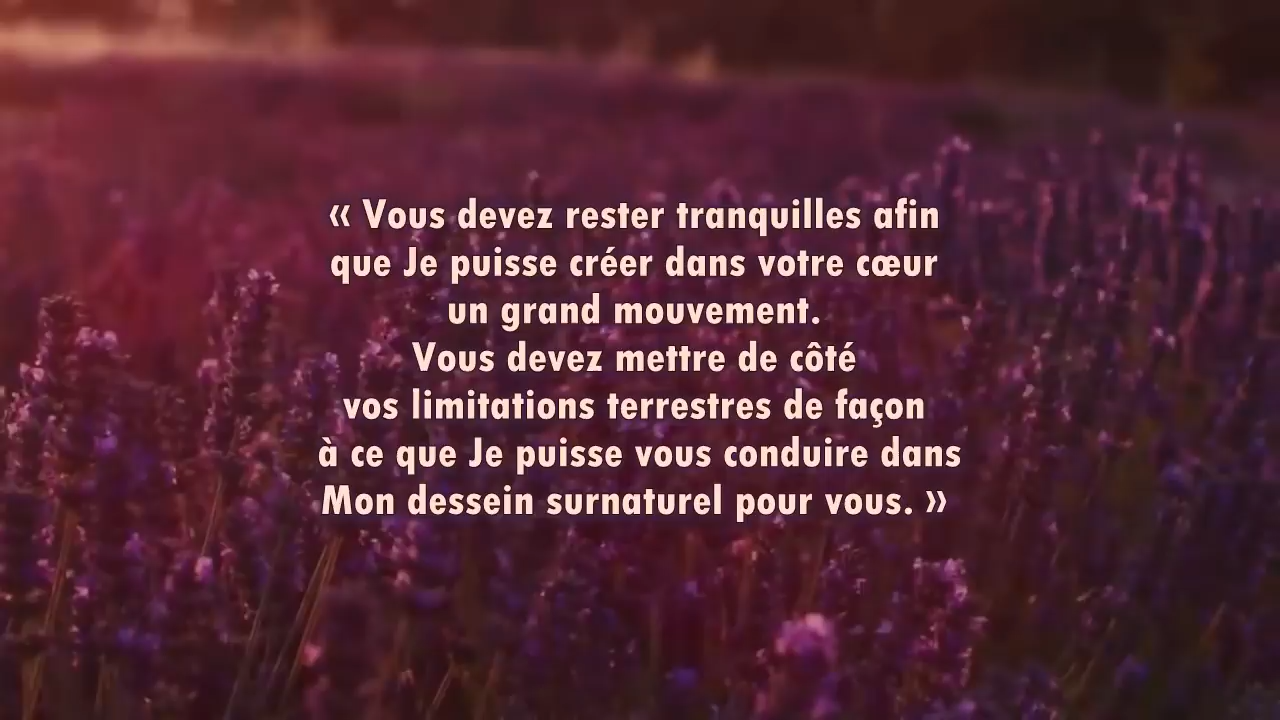 « Vous devez rester tranquilles afin
que Je puisse créer dans votre cœur
un grand mouvement.
Vous devez mettre de côté
vos limitations terrestres de façon
à ce que Je puisse vous conduire dans
Mon dessein surnaturel pour vous. »